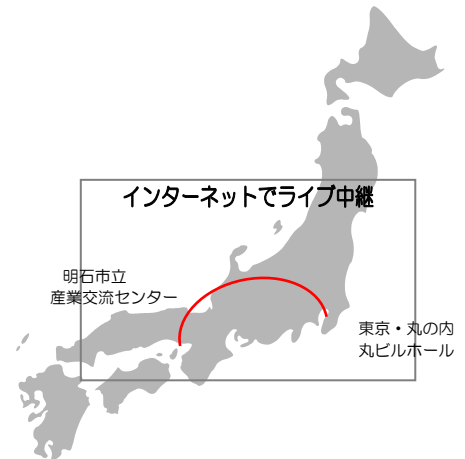 インターネットでライブ中継
明石市立
産業交流センター
東京・丸の内
丸ビルホール